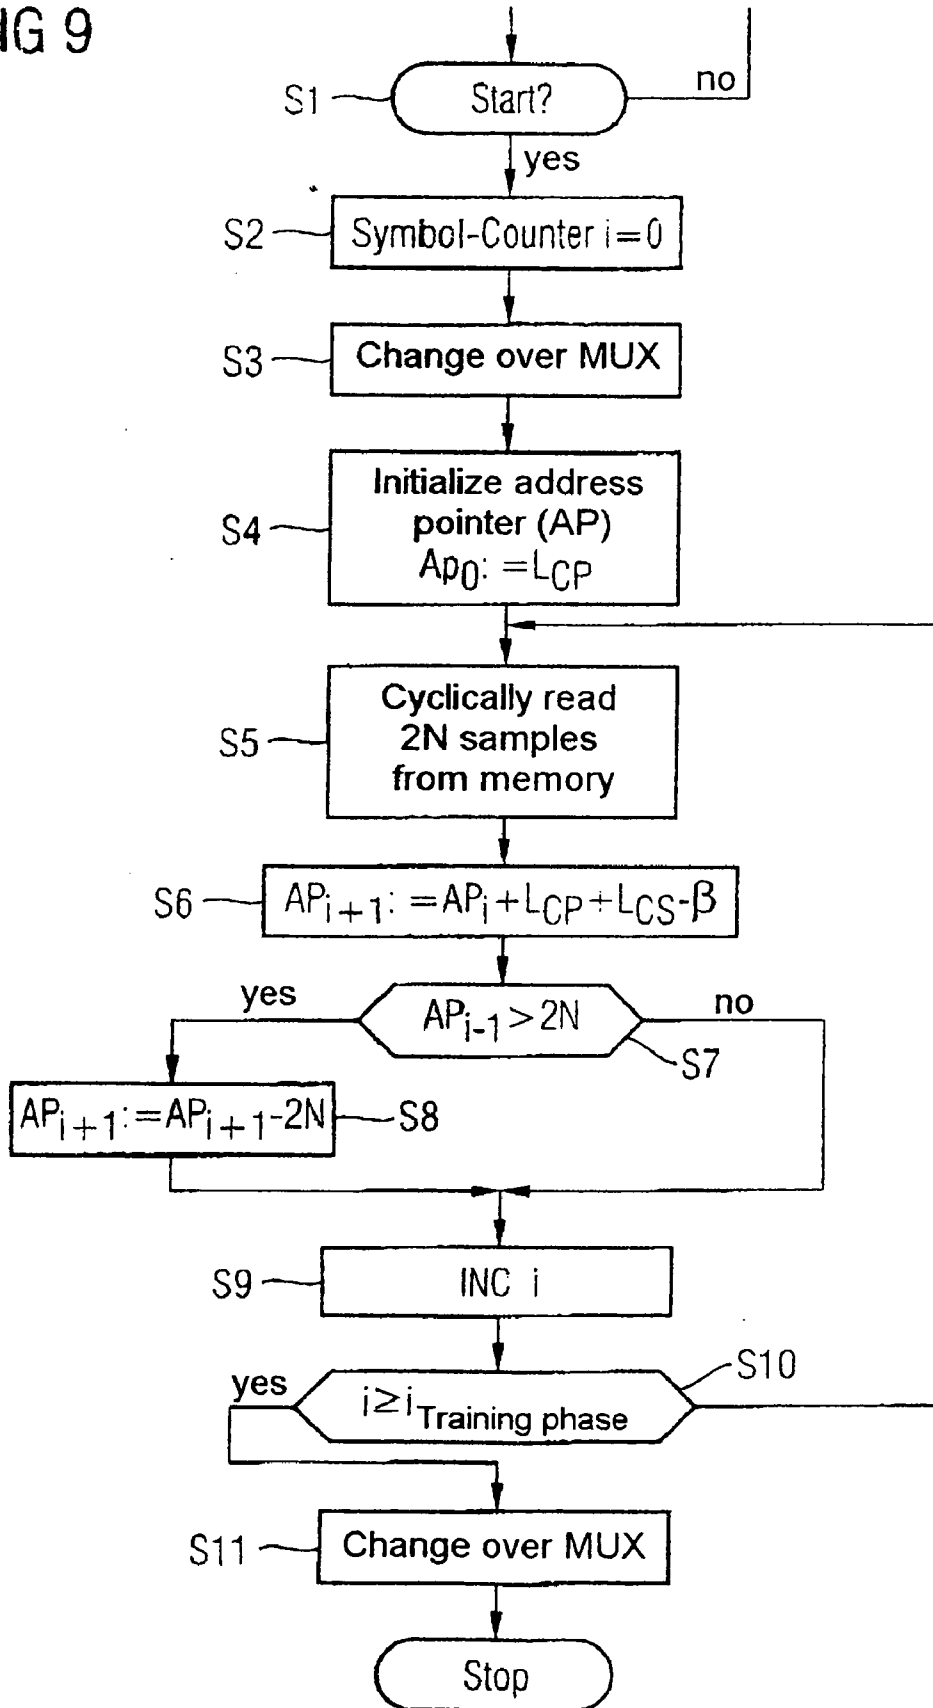 IG 9
S1
Start?
no
yes
S2
Symbol-Counter i=0
S3
Change over MUX
S4
Initialize address
pointer (AP)
Ap0: =LCP
S5
Cyclically read
2N samples
from memory
S6
APi+1: =APi+LCP+LCS-β
yes
APi-1>2N
no
S7
APi+1:=APi+1-2N
S8
S9
INC i
S10
yes
i≥iTraining phase
S11
Change over MUX
Stop